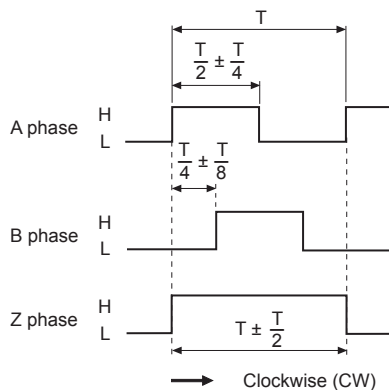 T
T/2 ± T/4
A phase H
L
T/4 ± T/8
B phase H
L
Z phase H
L
T ± T/2
Clockwise (CW)